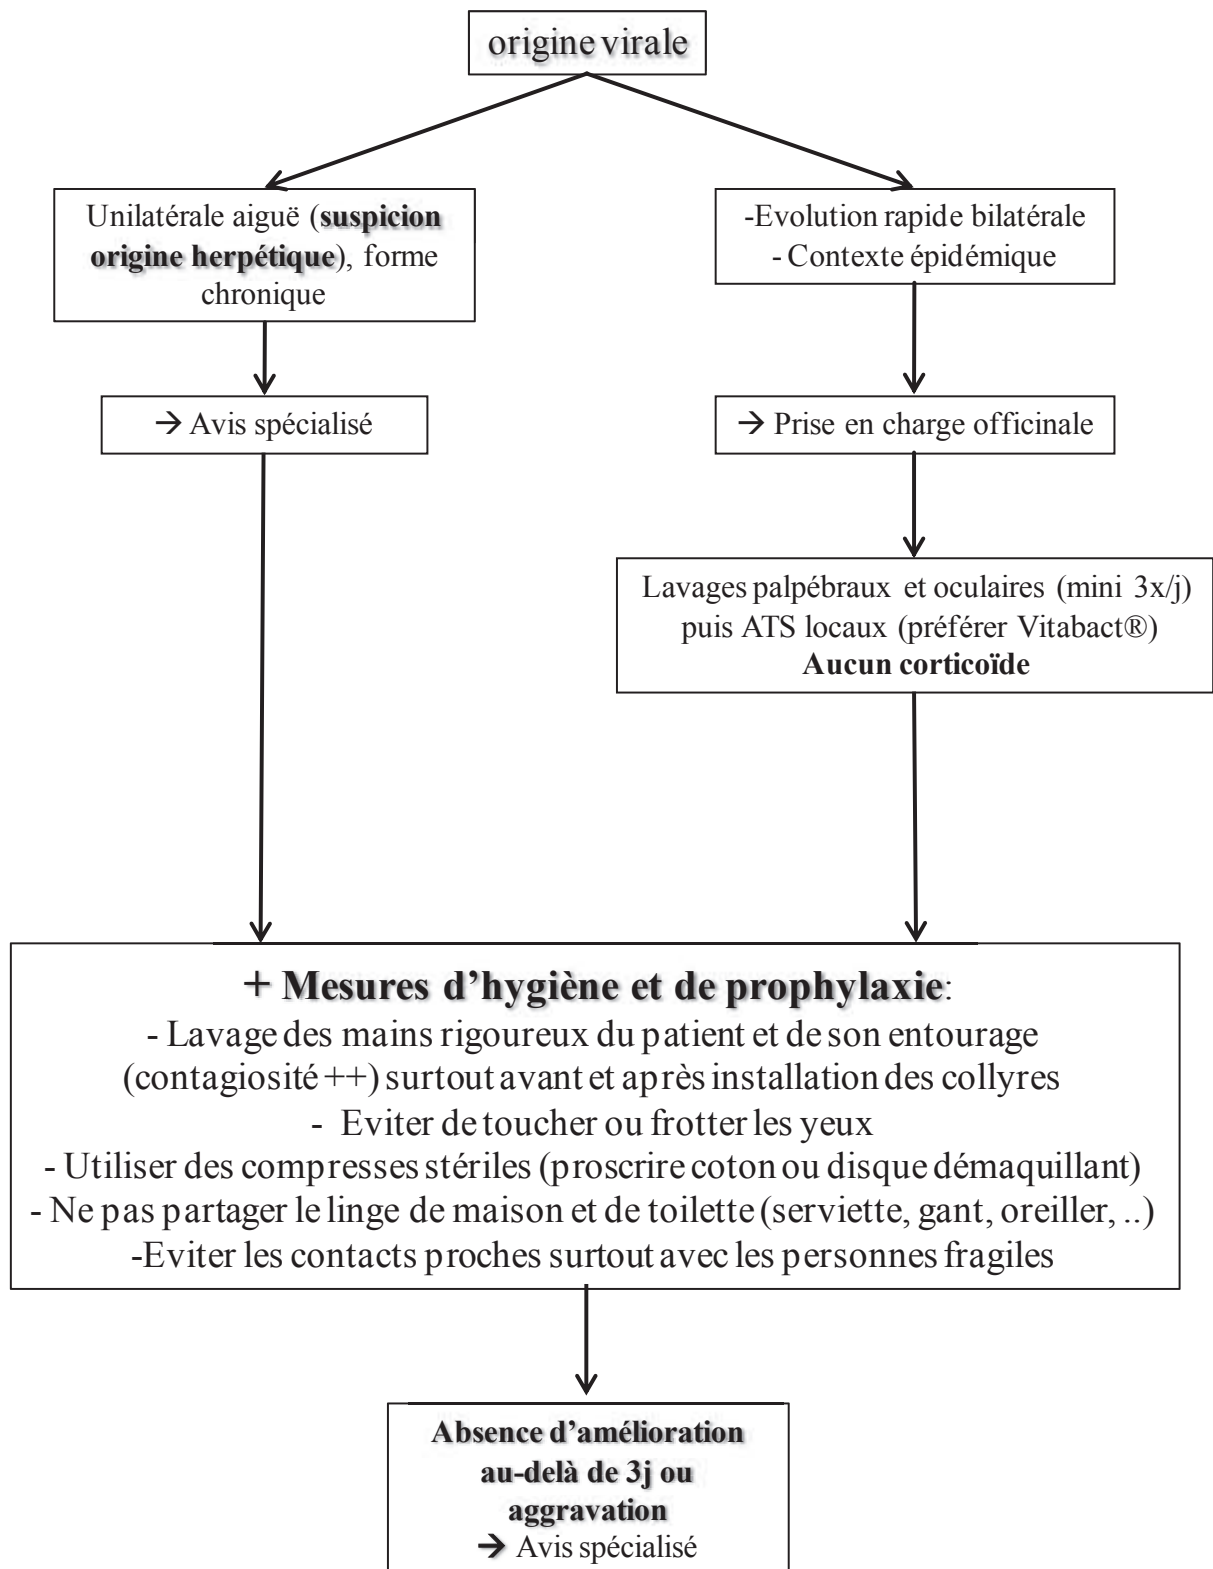 origine virale
Unilatérale aiguë (suspicion
origine herpétique), forme
chronique
-Evolution rapide bilatérale
- Contexte épidémique
→ Avis spécialisé
→ Prise en charge officinale
Lavages palpébraux et oculaires (mini 3x/j)
puis ATS locaux (préférer Vitabact®)
Aucun corticoïde
+ Mesures d’hygiène et de prophylaxie:
- Lavage des mains rigoureux du patient et de son entourage
(contagiosité ++) surtout avant et après installation des collyres
- Eviter de toucher ou frotter les yeux
- Utiliser des compresses stériles (proscrire coton ou disque démaquillant)
- Ne pas partager le linge de maison et de toilette (serviette, gant, oreiller, ..)
-Eviter les contacts proches surtout avec les personnes fragiles
Absence d’amélioration
au-delà de 3j ou
aggravation
→ Avis spécialisé